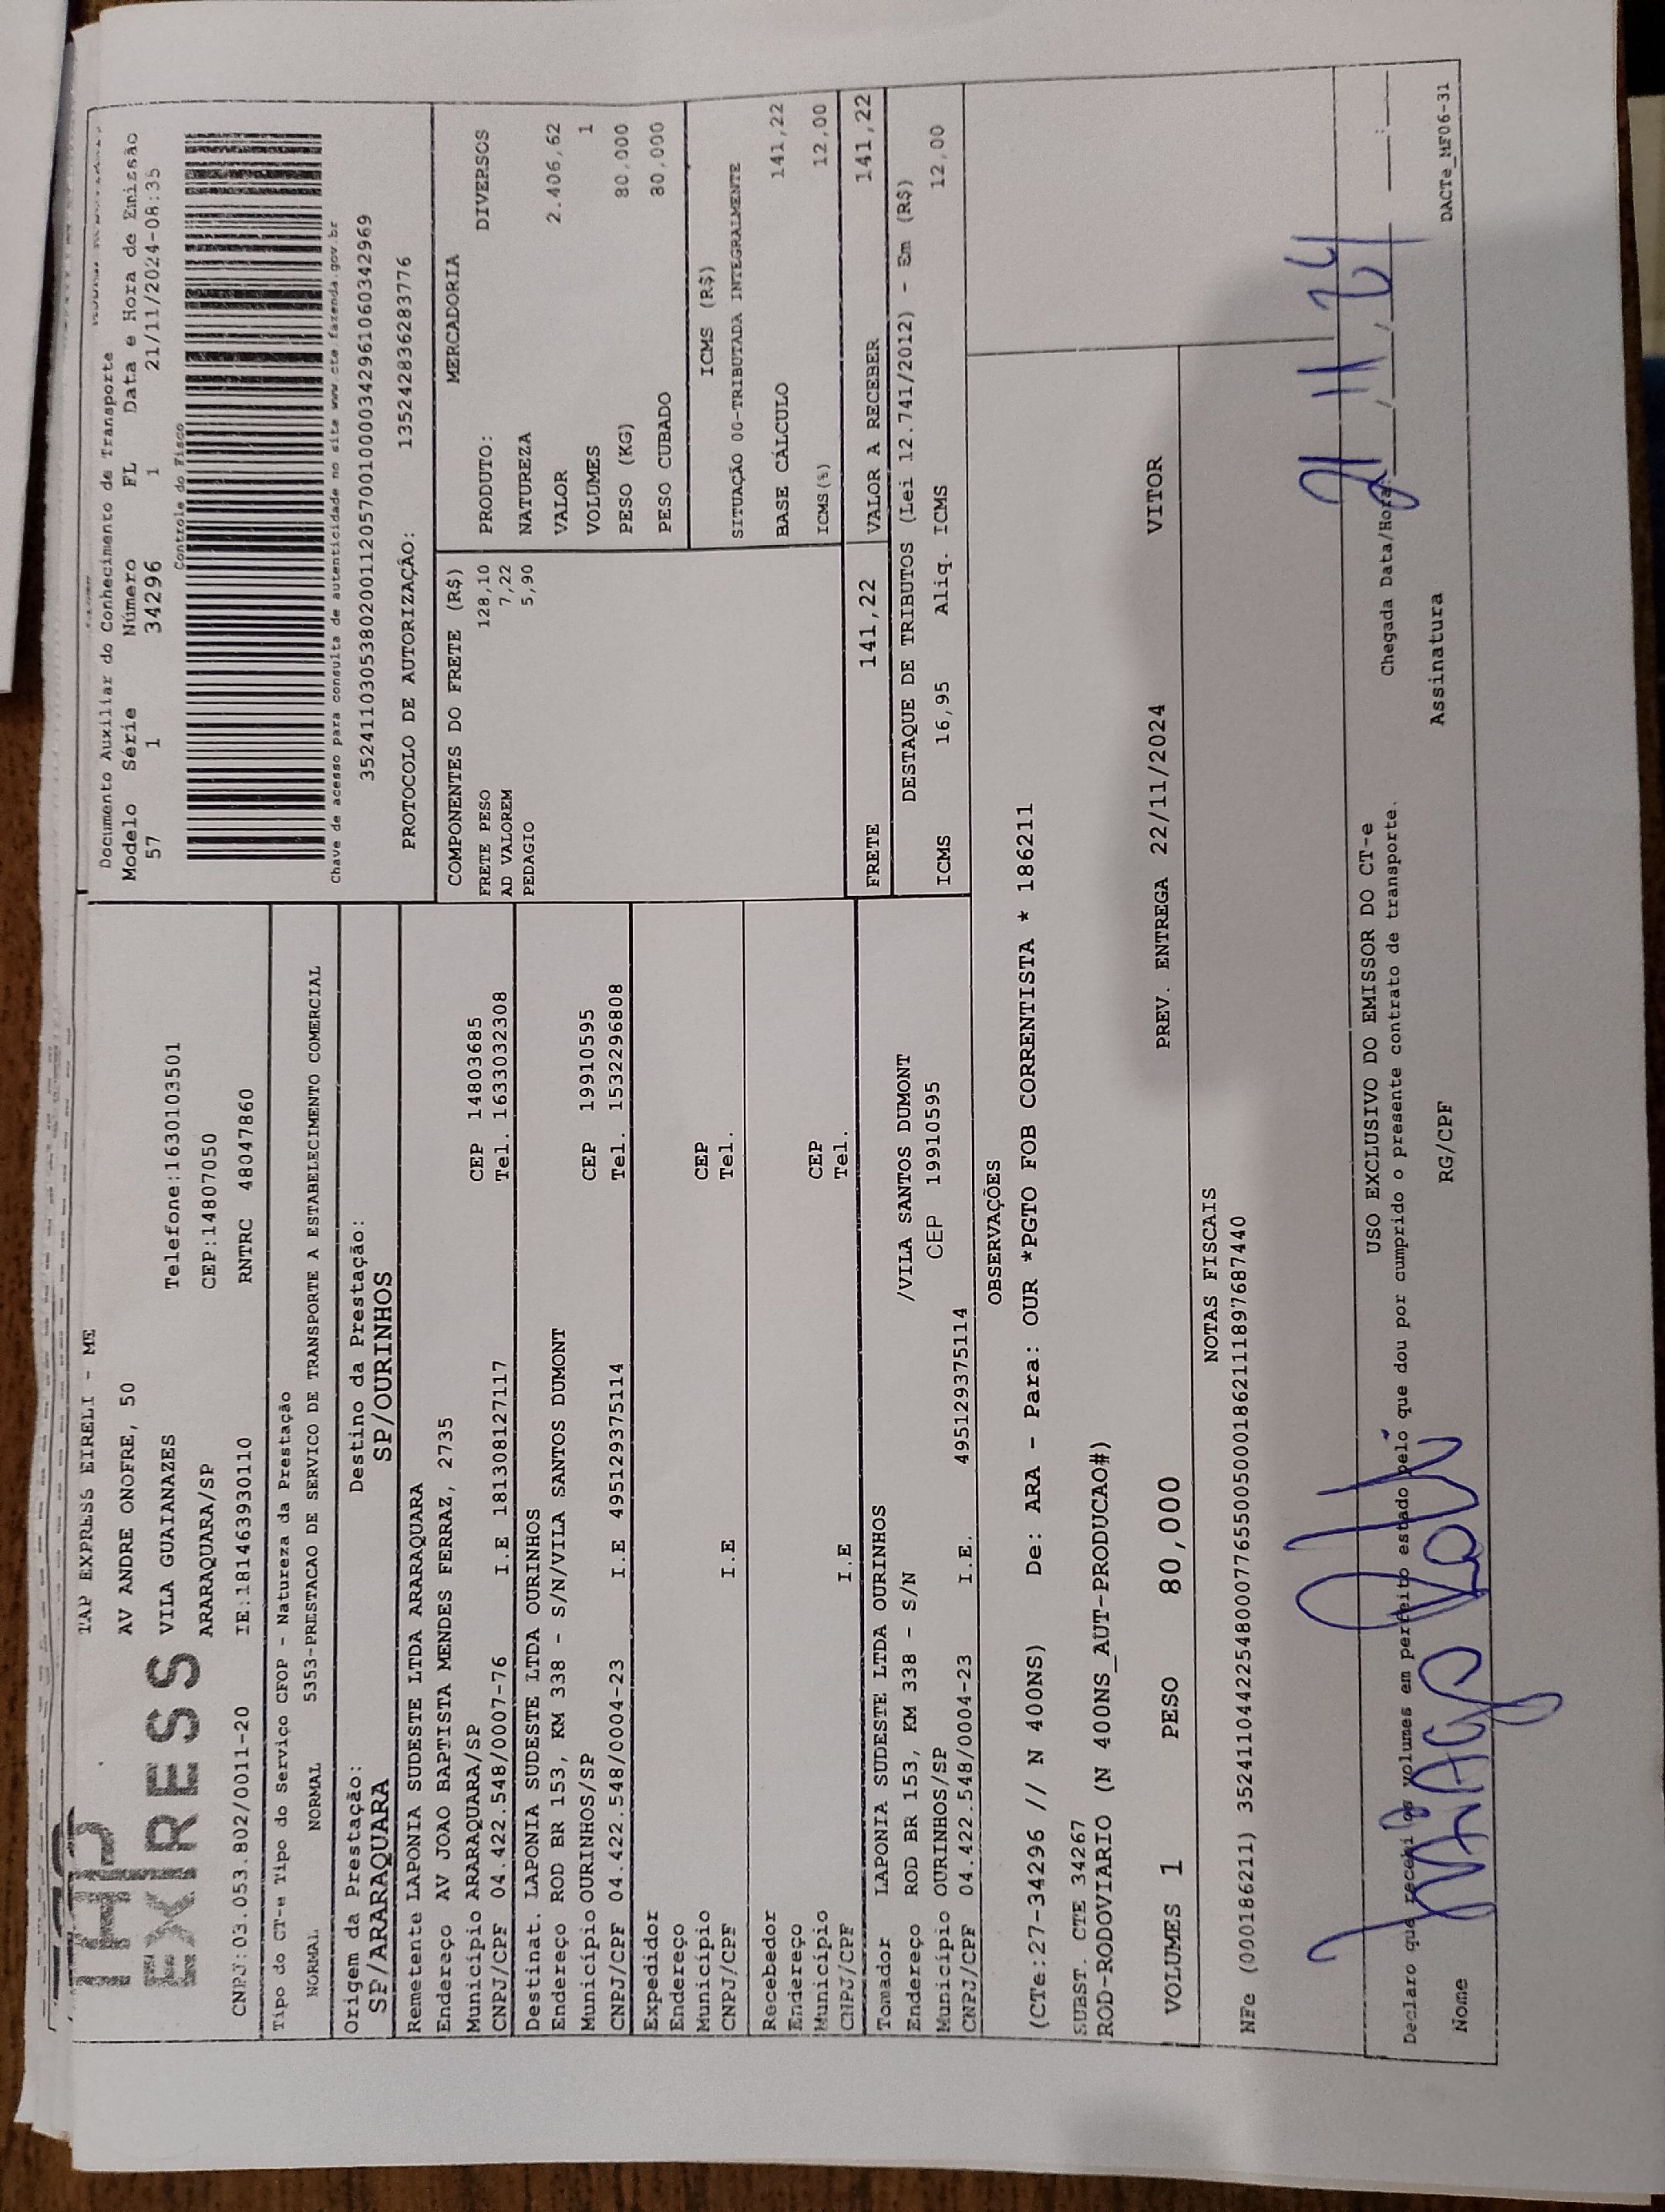 EXPRESS
TAP EXPRESS EIRELI - ME
AV ANDRE ONOFRE, 50
VILA GUAIANAZES
Telefone:1630103501
ARARAQUARA/SP
CEP:14807050
CNPJ:03.053.802/0011-20
IE:181463930110
RNTRC 48047860
Documento Auxiliar do Conhecimento de Transporte
Modelo Série Número FL Data e Hora de Emissão
57 1 34296 1 21/11/2024-08:35
Controle do Fisco
Chave de acesso para consulta de autenticidade no site www.cte.fazenda.gov.br
35241103053802001120570010000342961060342969
PROTOCOLO DE AUTORIZAÇÃO: 135242836283776
Tipo do CT-e Tipo do Serviço CFOP - Natureza da Prestação
NORMAL NORMAL 5353-PRESTACAO DE SERVICO DE TRANSPORTE A ESTABELECIMENTO COMERCIAL
Origem da Prestação: Destino da Prestação:
SP/ARARAQUARA SP/OURINHOS
Remetente LAPONIA SUDESTE LTDA ARARAQUARA
Endereço AV JOAO BAPTISTA MENDES FERRAZ, 2735
Município ARARAQUARA/SP CEP 14803685
CNPJ/CPF 04.422.548/0007-76 I.E 181308127117 Tel. 1633032308
Destinat. LAPONIA SUDESTE LTDA OURINHOS
Endereço ROD BR 153, KM 338 - S/N/VILA SANTOS DUMONT
Município OURINHOS/SP CEP 19910595
CNPJ/CPF 04.422.548/0004-23 I.E 495129375114 Tel. 1532296808
Expedidor
Endereço
Município CEP
CNPJ/CPF I.E Tel.
Recebedor
Endereço
Município CEP
CNPJ/CPF I.E Tel.
Tomador LAPONIA SUDESTE LTDA OURINHOS
Endereço ROD BR 153, KM 338 - S/N /VILA SANTOS DUMONT
Município OURINHOS/SP CEP 19910595
CNPJ/CPF 04.422.548/0004-23 I.E. 495129375114
COMPONENTES DO FRETE (R$)
FRETE PESO 128,10
AD VALOREM 7,22
PEDAGIO 5,90
MERCADORIA
PRODUTO: DIVERSOS
NATUREZA
VALOR 2.406,62
VOLUMES 1
PESO (KG) 80,000
PESO CUBADO 80,000
ICMS (R$)
SITUAÇÃO 00-TRIBUTADA INTEGRALMENTE
BASE CÁLCULO 141,22
ICMS(%) 12,00
FRETE 141,22 VALOR A RECEBER 141,22
DESTAQUE DE TRIBUTOS (Lei 12.741/2012) - Em (R$)
ICMS 16,95 Aliq. ICMS 12,00
OBSERVAÇÕES
(CTe:27-34296 // N 400NS) De: ARA - Para: OUR *PGTO FOB CORRENTISTA * 186211
SUBST. CTE 34267
ROD-RODOVIARIO (N 400NS_AUT-PRODUCAO#)
VOLUMES 1 PESO 80,000 PREV. ENTREGA 22/11/2024 VITOR
NOTAS FISCAIS
NFe (000186211) 35241104422548000776550050001862111897687440
USO EXCLUSIVO DO EMISSOR DO CT-e
Declaro que recebi os volumes em perfeito estado pelo que dou por cumprido o presente contrato de transporte.
Chegada Data/Hora: 21/11/24
Nome RG/CPF Assinatura
DACTe_MF06-31